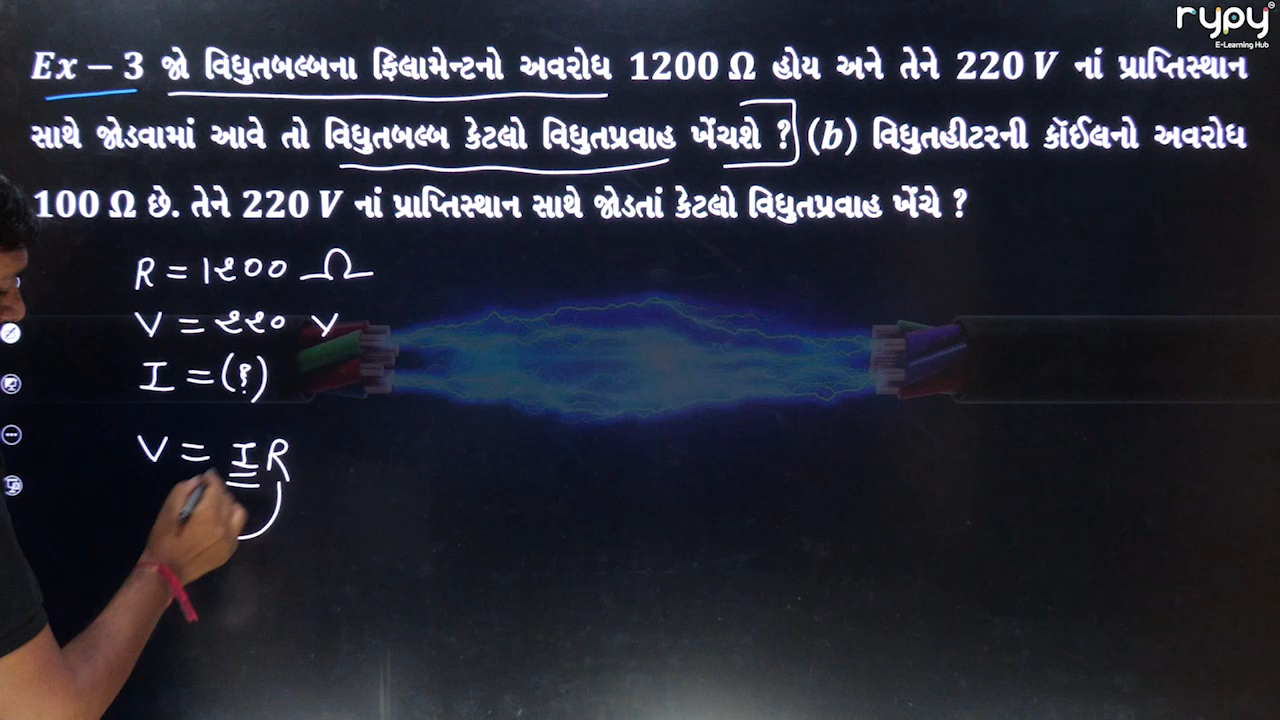 rypy
E-Learning Hub
Ex – 3 જો વિદ્યુતબલ્બના ફિલામેન્ટનો અવરોધ 1200 Ω હોય અને તેને 220 V નાં પ્રાપ્તિસ્થાન
સાથે જોડવામાં આવે તો વિદ્યુતબલ્બ કેટલો વિદ્યુતપ્રવાહ ખેંચશે ? (b) વિદ્યુતહીટરની કૉઈલનો અવરોધ
100 Ω છે. તેને 220 V નાં પ્રાપ્તિસ્થાન સાથે જોડતાં કેટલો વિદ્યુતપ્રવાહ ખેંચે ?
R = ૧૨૦૦ Ω
V = ૨૨૦ V
I = (?)
V = IR